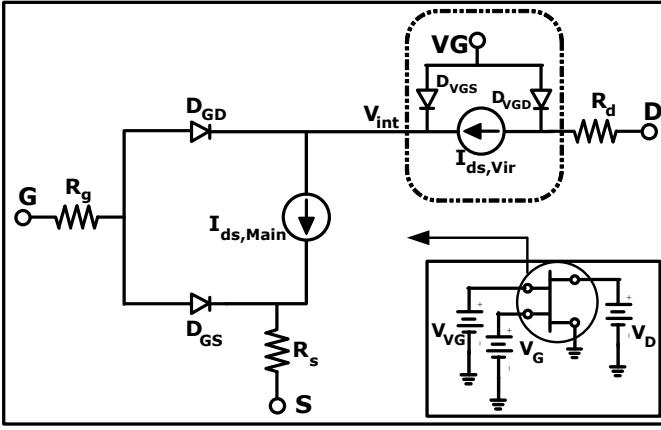 VG
D_VGS
D_VGD
R_d
D
V_int
I_ds,Vir
D_GD
G
R_g
I_ds,Main
D_GS
R_s
S
V_VG
+
-
V_G
+
-
V_D
+
-